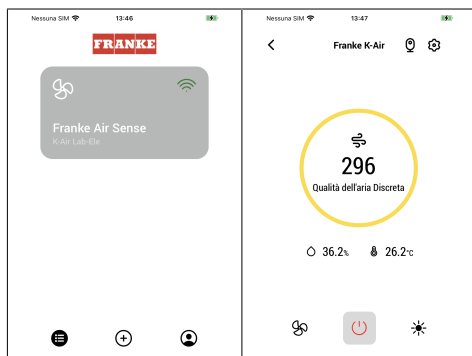 Nessuna SIM 13:46
FRANKE
Franke Air Sense
K-Air Lab-Ele
Nessuna SIM 13:47
Franke K-Air
296
Qualità dell'aria Discreta
36.2% 26.2°C